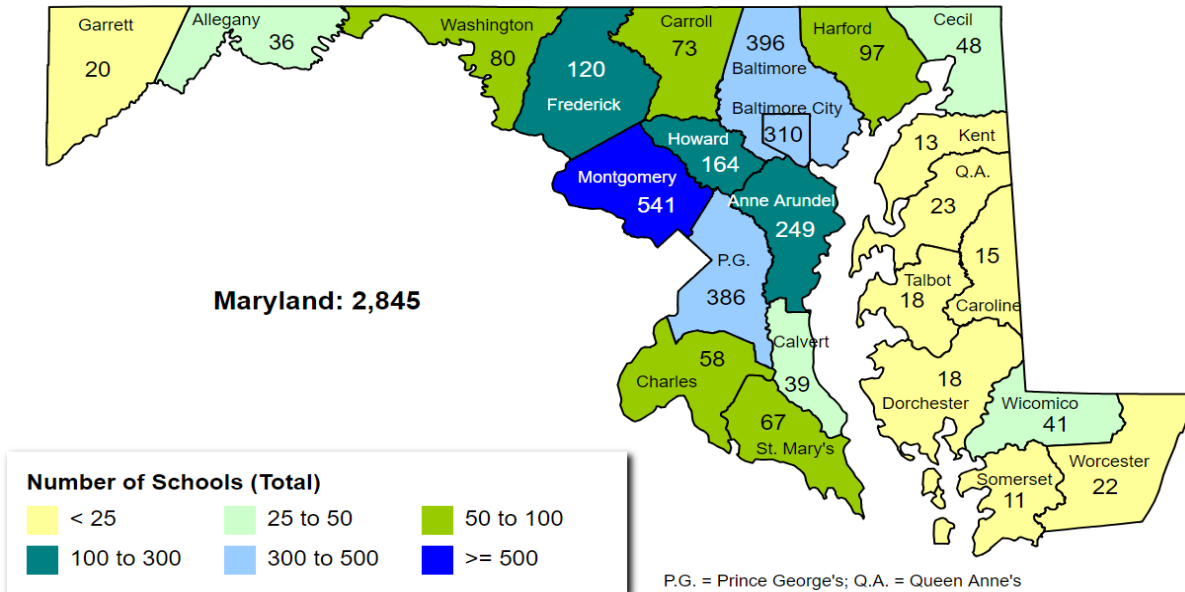 Garrett
20
Allegany
36
Washington
80
120
Frederick
Carroll
73
396
Baltimore
Baltimore City
310
Harford
97
Cecil
48
Howard
164
Montgomery
541
Anne Arundel
249
13
Kent
Q.A.
23
15
Caroline
Talbot
18
P.G.
386
Maryland: 2,845
Calvert
39
58
Charles
67
St. Mary's
18
Dorchester
Wicomico
41
Worcester
22
Somerset
11
Number of Schools (Total)
< 25
25 to 50
50 to 100
100 to 300
300 to 500
>= 500
P.G. = Prince George's; Q.A. = Queen Anne's